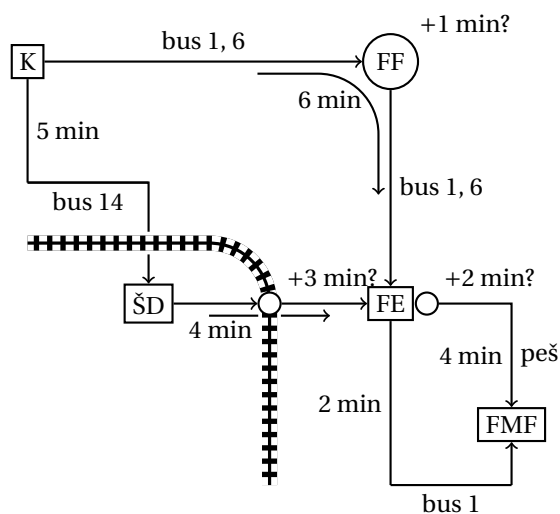 +1 min?
bus 1, 6
K
FF
6 min
5 min
bus 1, 6
bus 14
+3 min?
+2 min?
ŠD
FE
4 min
4 min
peš
2 min
FMF
bus 1